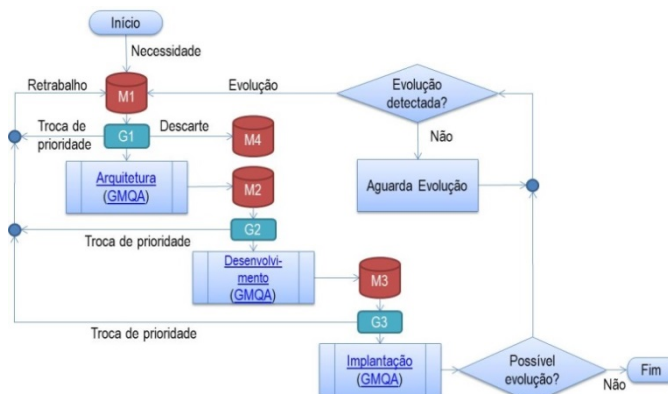 Início
Necessidade
Retrabalho
M1
Evolução
Evolução
detectada?
Troca de
prioridade
G1
Descarte
M4
Não
Arquitetura
(GMQA)
M2
Aguarda Evolução
G2
Troca de prioridade
Desenvolvi-
mento
(GMQA)
M3
G3
Troca de prioridade
Implantação
(GMQA)
Possível
evolução?
Não
Fim